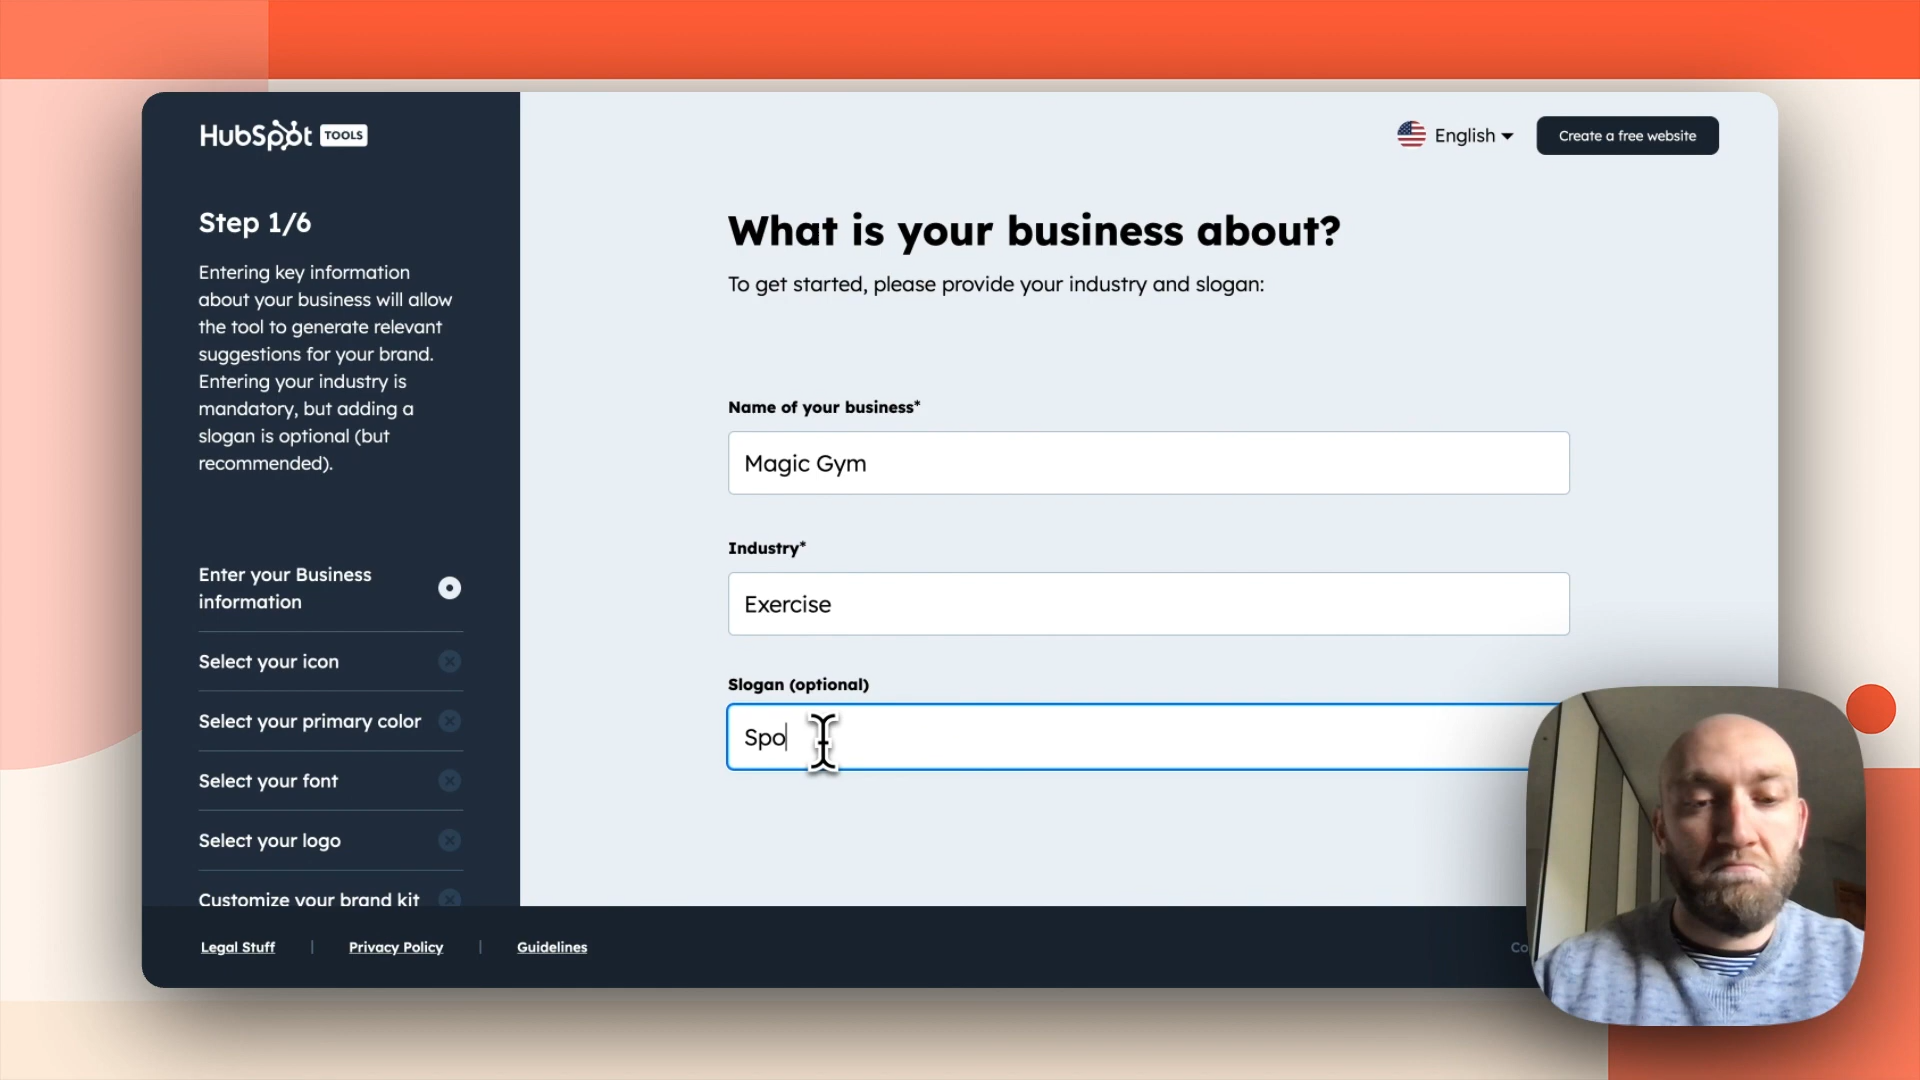 HubSpot TOOLS
English
Create a free website
Step 1/6
Entering key information
about your business will allow
the tool to generate relevant
suggestions for your brand.
Entering your industry is
mandatory, but adding a
slogan is optional (but
recommended).
Enter your Business
information
Select your icon
Select your primary color
Select your font
Select your logo
Customize your brand kit
What is your business about?
To get started, please provide your industry and slogan:
Name of your business*
Magic Gym
Industry*
Exercise
Slogan (optional)
Spo
Legal Stuff | Privacy Policy | Guidelines